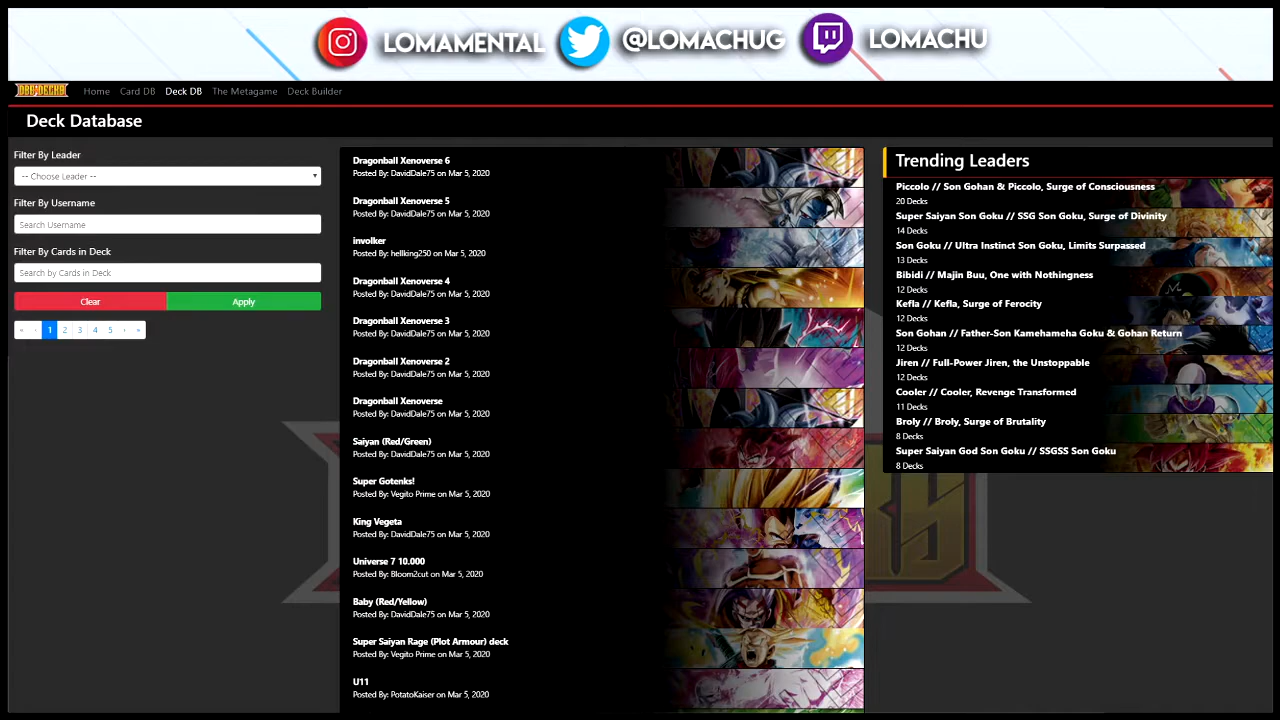 LOMAMENTAL @LOMACHUG LOMACHU
DBS DECKS Home Card DB Deck DB The Metagame Deck Builder
Deck Database
Filter By Leader
-- Choose Leader --
Filter By Username
Search Username
Filter By Cards in Deck
Search by Cards in Deck
Clear Apply
« ‹ 1 2 3 4 5 › »
Dragonball Xenoverse 6
Posted By: DavidDale75 on Mar 5, 2020
Dragonball Xenoverse 5
Posted By: DavidDale75 on Mar 5, 2020
involker
Posted By: hellking250 on Mar 5, 2020
Dragonball Xenoverse 4
Posted By: DavidDale75 on Mar 5, 2020
Dragonball Xenoverse 3
Posted By: DavidDale75 on Mar 5, 2020
Dragonball Xenoverse 2
Posted By: DavidDale75 on Mar 5, 2020
Dragonball Xenoverse
Posted By: DavidDale75 on Mar 5, 2020
Saiyan (Red/Green)
Posted By: DavidDale75 on Mar 5, 2020
Super Gotenks!
Posted By: Vegito Prime on Mar 5, 2020
King Vegeta
Posted By: DavidDale75 on Mar 5, 2020
Universe 7 10.000
Posted By: Bloom2cut on Mar 5, 2020
Baby (Red/Yellow)
Posted By: DavidDale75 on Mar 5, 2020
Super Saiyan Rage (Plot Armour) deck
Posted By: Vegito Prime on Mar 5, 2020
U11
Posted By: PotatoKaiser on Mar 5, 2020
Trending Leaders
Piccolo // Son Gohan & Piccolo, Surge of Consciousness
20 Decks
Super Saiyan Son Goku // SSG Son Goku, Surge of Divinity
14 Decks
Son Goku // Ultra Instinct Son Goku, Limits Surpassed
13 Decks
Bibidi // Majin Buu, One with Nothingness
12 Decks
Kefla // Kefla, Surge of Ferocity
12 Decks
Son Gohan // Father-Son Kamehameha Goku & Gohan Return
12 Decks
Jiren // Full-Power Jiren, the Unstoppable
12 Decks
Cooler // Cooler, Revenge Transformed
11 Decks
Broly // Broly, Surge of Brutality
8 Decks
Super Saiyan God Son Goku // SSGSS Son Goku
8 Decks